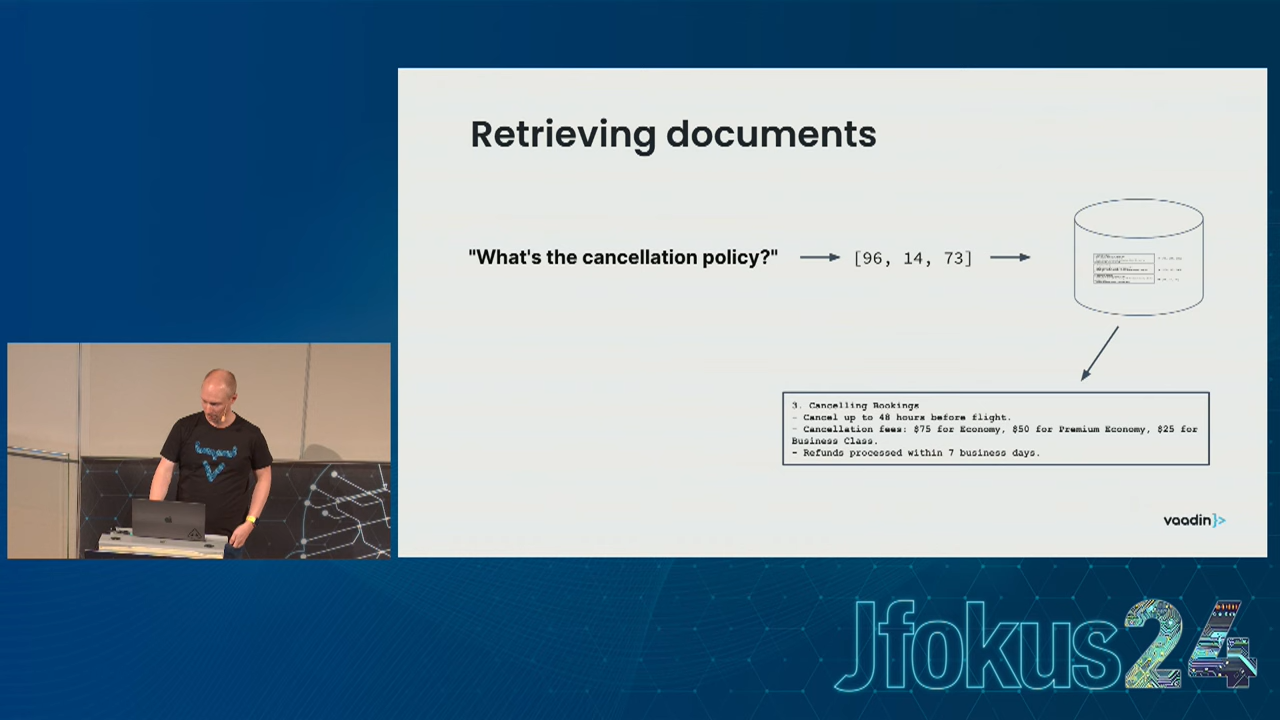 Retrieving documents
"What's the cancellation policy?"
[96, 14, 73]
3. Cancelling Bookings
- Cancel up to 48 hours before flight.
- Cancellation fees: $75 for Economy, $50 for Premium Economy, $25 for
Business Class.
- Refunds processed within 7 business days.
vaadin}>
Jfokus24